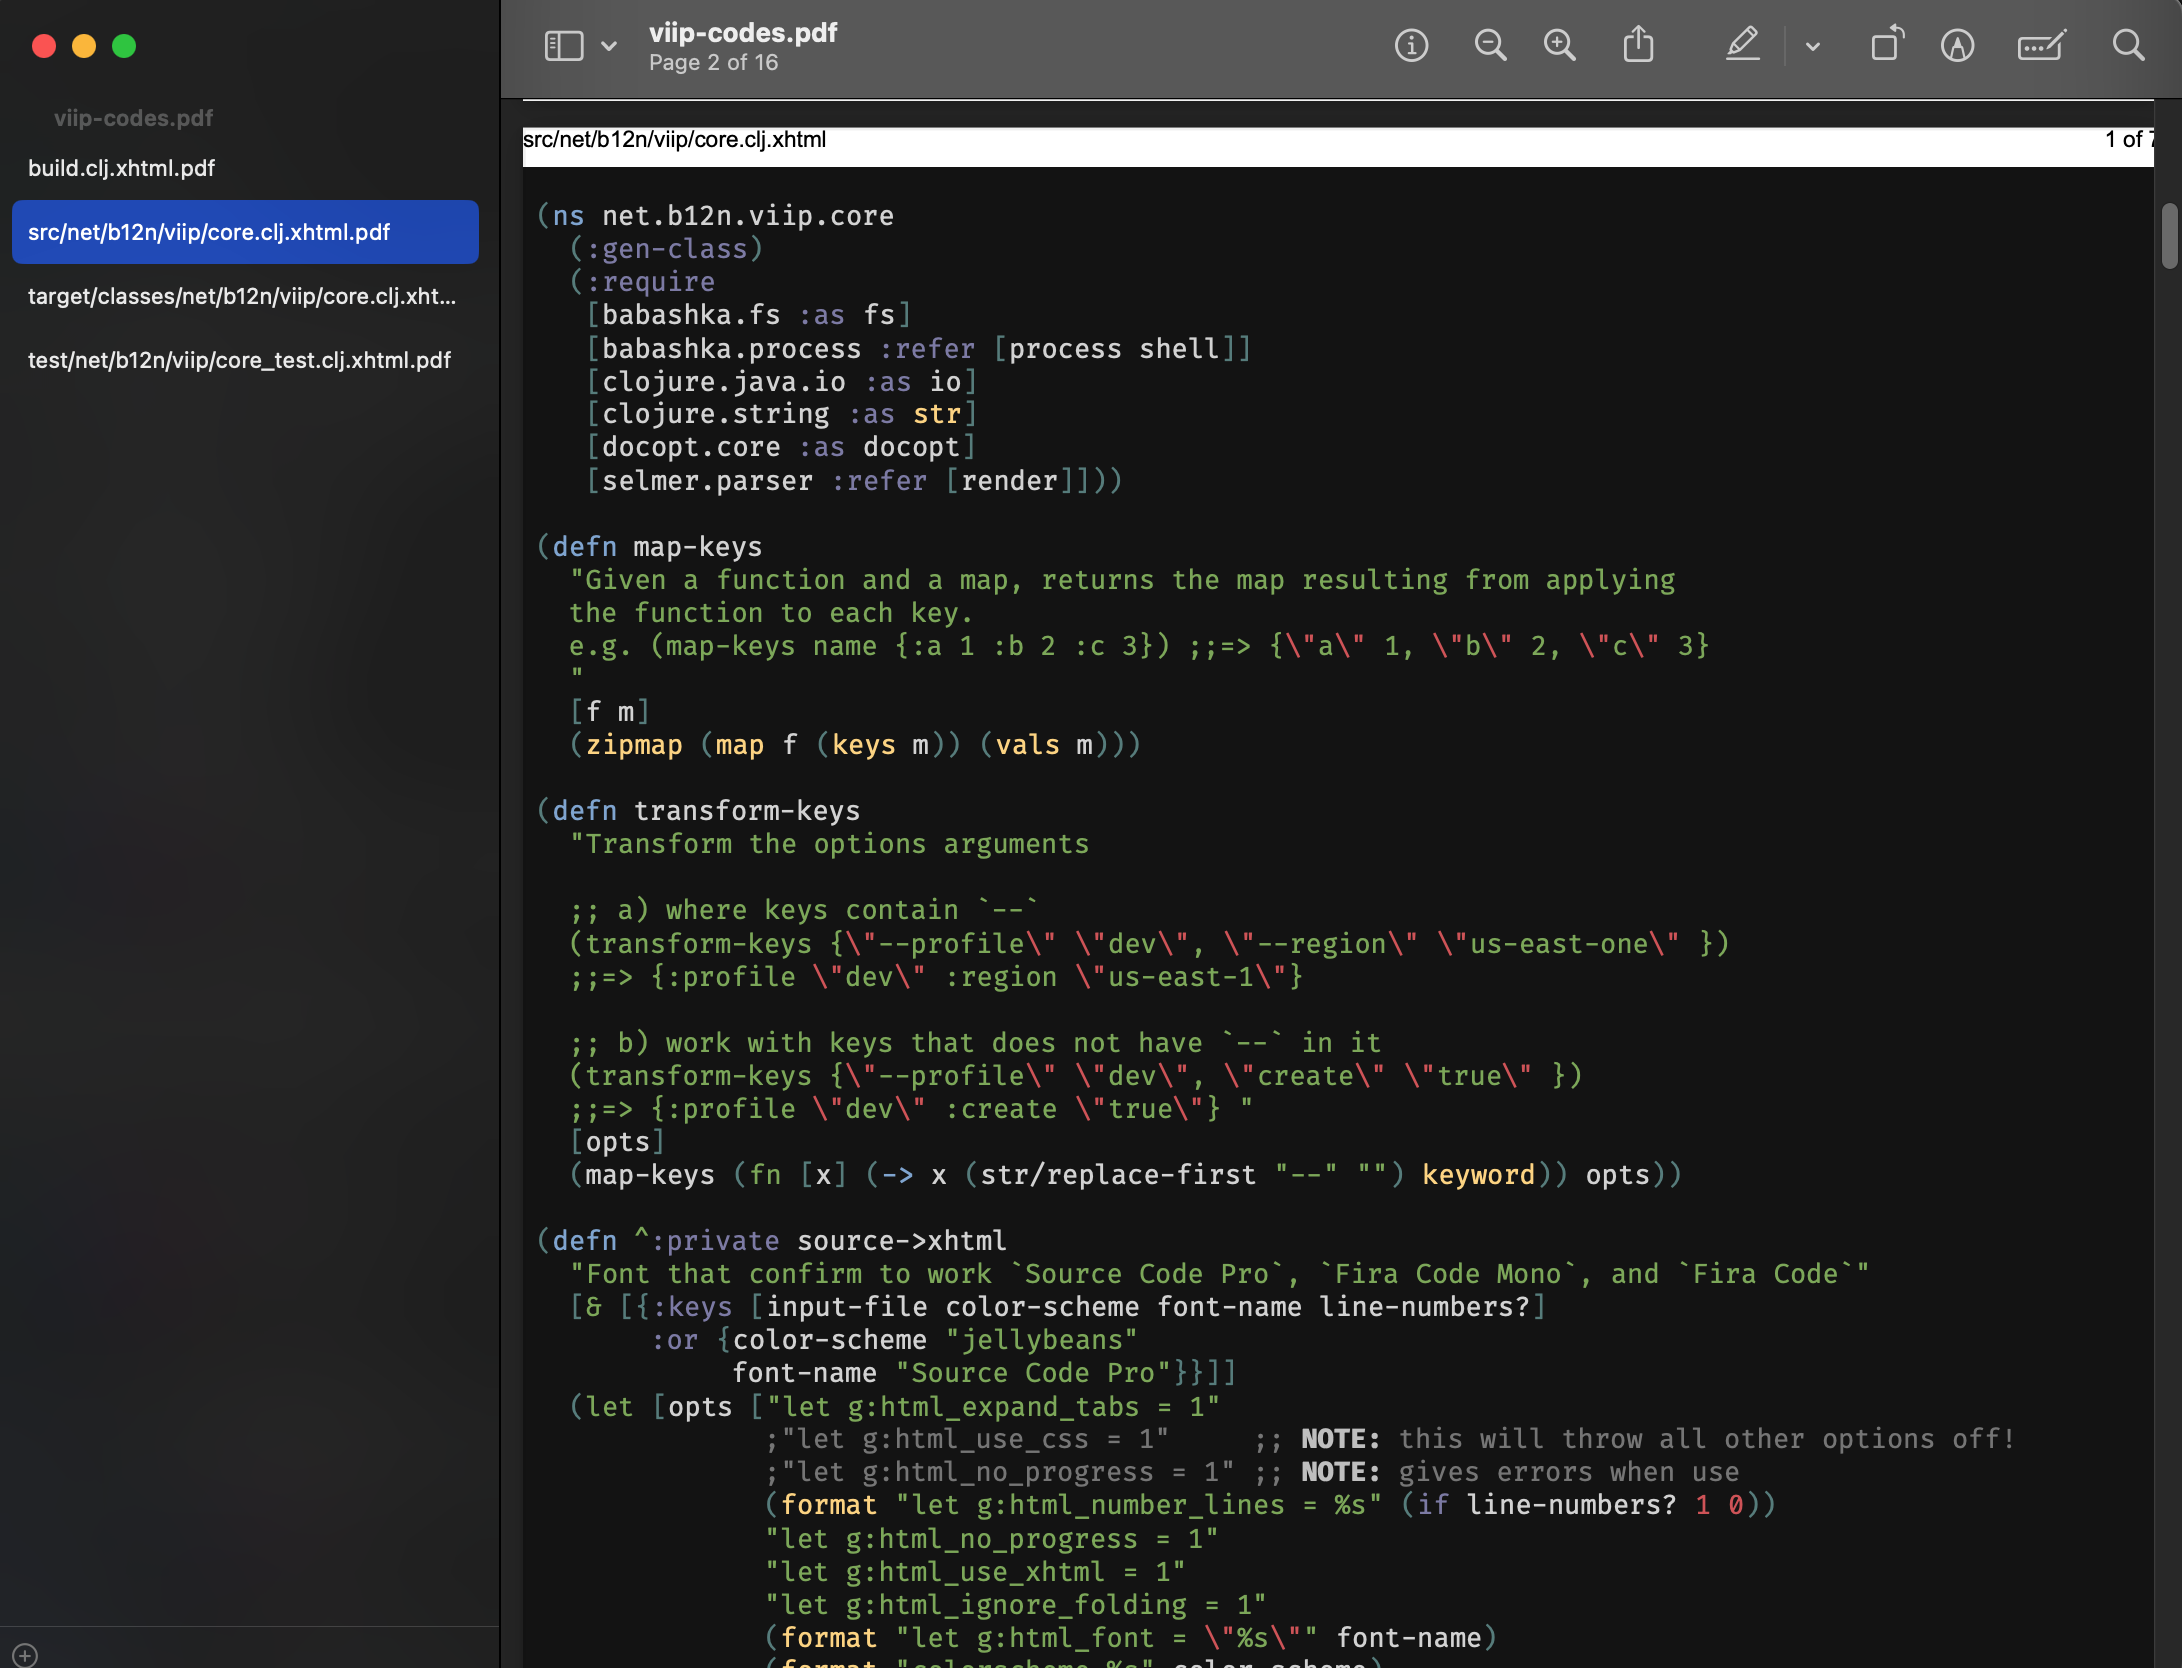 viip-codes.pdf
Page 2 of 16
viip-codes.pdf
build.clj.xhtml.pdf
src/net/b12n/viip/core.clj.xhtml.pdf
target/classes/net/b12n/viip/core.clj.xht...
test/net/b12n/viip/core_test.clj.xhtml.pdf
src/net/b12n/viip/core.clj.xhtml 1 of 7
(ns net.b12n.viip.core
  (:gen-class)
  (:require
   [babashka.fs :as fs]
   [babashka.process :refer [process shell]]
   [clojure.java.io :as io]
   [clojure.string :as str]
   [docopt.core :as docopt]
   [selmer.parser :refer [render]]))
(defn map-keys
  "Given a function and a map, returns the map resulting from applying
  the function to each key.
  e.g. (map-keys name {:a 1 :b 2 :c 3}) ;;=> {\"a\" 1, \"b\" 2, \"c\" 3}
  "
  [f m]
  (zipmap (map f (keys m)) (vals m)))
(defn transform-keys
  "Transform the options arguments
  ;; a) where keys contain `--`
  (transform-keys {\"--profile\" \"dev\", \"--region\" \"us-east-one\" })
  ;;=> {:profile \"dev\" :region \"us-east-1\"}
  ;; b) work with keys that does not have `--` in it
  (transform-keys {\"--profile\" \"dev\", \"create\" \"true\" })
  ;;=> {:profile \"dev\" :create \"true\"} "
  [opts]
  (map-keys (fn [x] (-> x (str/replace-first "--" "") keyword)) opts))
(defn ^:private source->xhtml
  "Font that confirm to work `Source Code Pro`, `Fira Code Mono`, and `Fira Code`"
  [& [{:keys [input-file color-scheme font-name line-numbers?]
       :or {color-scheme "jellybeans"
            font-name "Source Code Pro"}}]]
  (let [opts ["let g:html_expand_tabs = 1"
              ;"let g:html_use_css = 1"     ;; NOTE: this will throw all other options off!
              ;"let g:html_no_progress = 1" ;; NOTE: gives errors when use
              (format "let g:html_number_lines = %s" (if line-numbers? 1 0))
              "let g:html_no_progress = 1"
              "let g:html_use_xhtml = 1"
              "let g:html_ignore_folding = 1"
              (format "let g:html_font = \"%s\"" font-name)
              (format "colorscheme %s" color-scheme)